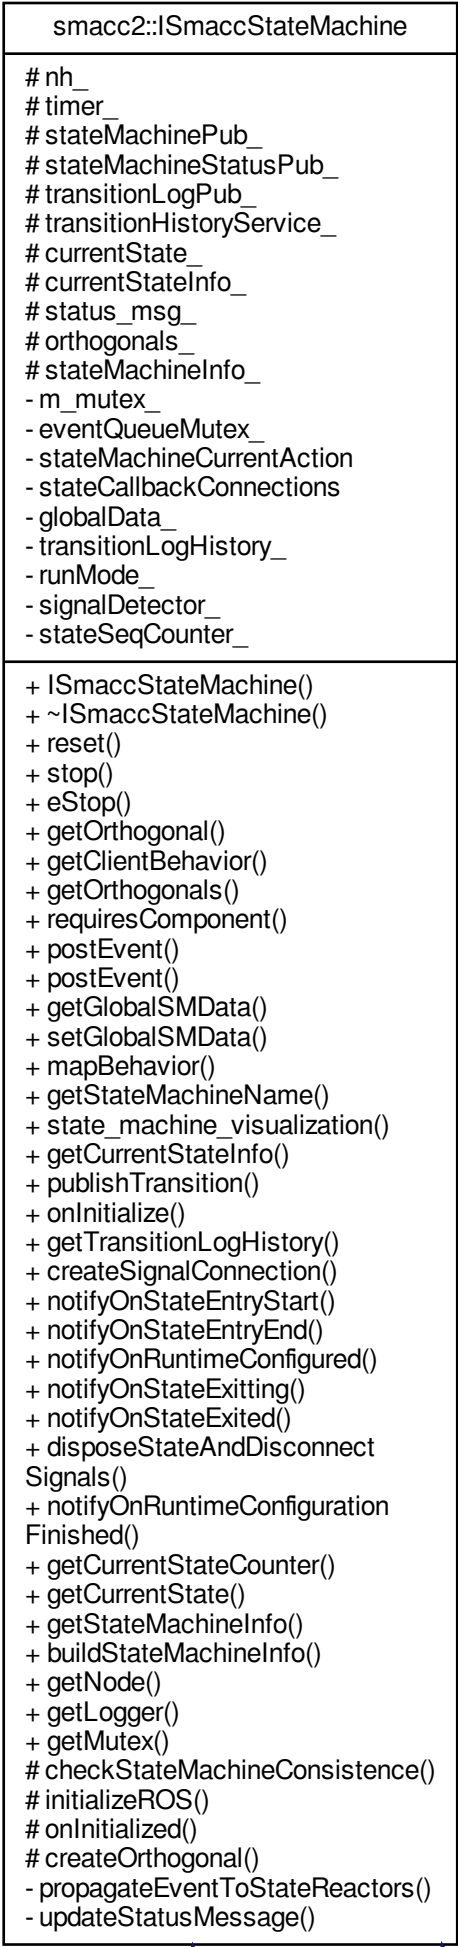 smacc2::ISmaccStateMachine
# nh_
# timer_
# stateMachinePub_
# stateMachineStatusPub_
# transitionLogPub_
# transitionHistoryService_
# currentState_
# currentStateInfo_
# status_msg_
# orthogonals_
# stateMachineInfo_
- m_mutex_
- eventQueueMutex_
- stateMachineCurrentAction
- stateCallbackConnections
- globalData_
- transitionLogHistory_
- runMode_
- signalDetector_
- stateSeqCounter_
+ ISmaccStateMachine()
+ ~ISmaccStateMachine()
+ reset()
+ stop()
+ eStop()
+ getOrthogonal()
+ getClientBehavior()
+ getOrthogonals()
+ requiresComponent()
+ postEvent()
+ postEvent()
+ getGlobalSMData()
+ setGlobalSMData()
+ mapBehavior()
+ getStateMachineName()
+ state_machine_visualization()
+ getCurrentStateInfo()
+ publishTransition()
+ onInitialize()
+ getTransitionLogHistory()
+ createSignalConnection()
+ notifyOnStateEntryStart()
+ notifyOnStateEntryEnd()
+ notifyOnRuntimeConfigured()
+ notifyOnStateExitting()
+ notifyOnStateExited()
+ disposeStateAndDisconnect
Signals()
+ notifyOnRuntimeConfiguration
Finished()
+ getCurrentStateCounter()
+ getCurrentState()
+ getStateMachineInfo()
+ buildStateMachineInfo()
+ getNode()
+ getLogger()
+ getMutex()
# checkStateMachineConsistence()
# initializeROS()
# onInitialized()
# createOrthogonal()
- propagateEventToStateReactors()
- updateStatusMessage()